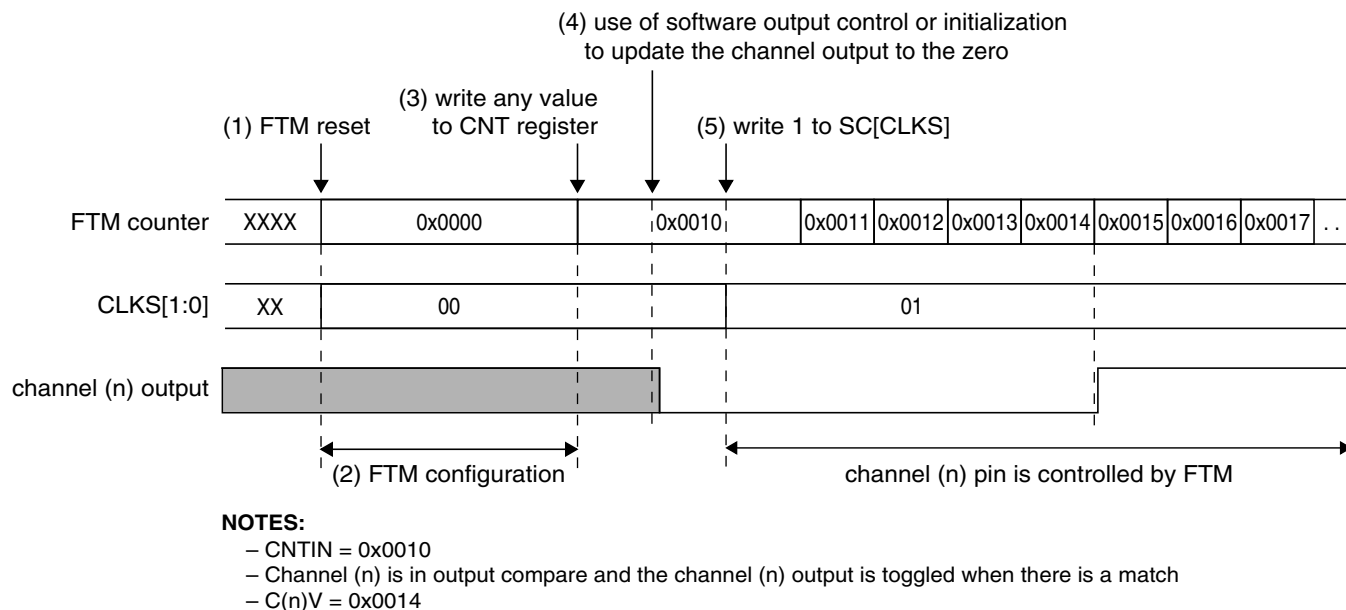 (4) use of software output control or initialization
to update the channel output to the zero
(3) write any value
to CNT register
(1) FTM reset
(5) write 1 to SC[CLKS]
FTM counter XXXX 0x0000 0x0010 0x0011 0x0012 0x0013 0x0014 0x0015 0x0016 0x0017 . .
CLKS[1:0] XX 00 01
channel (n) output
(2) FTM configuration
channel (n) pin is controlled by FTM
NOTES:
– CNTIN = 0x0010
– Channel (n) is in output compare and the channel (n) output is toggled when there is a match
– C(n)V = 0x0014